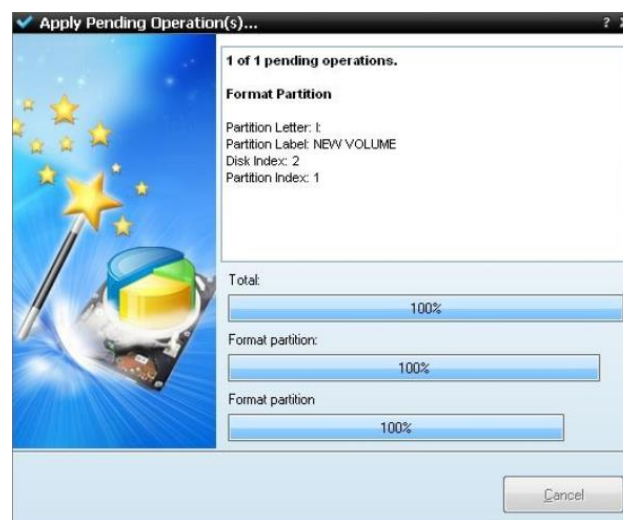 Apply Pending Operation(s)...
?
1 of 1 pending operations.
Format Partition
Partition Letter: I:
Partition Label: NEW VOLUME
Disk Index: 2
Partition Index: 1
Total:
100%
Format partition:
100%
Format partition
100%
Cancel